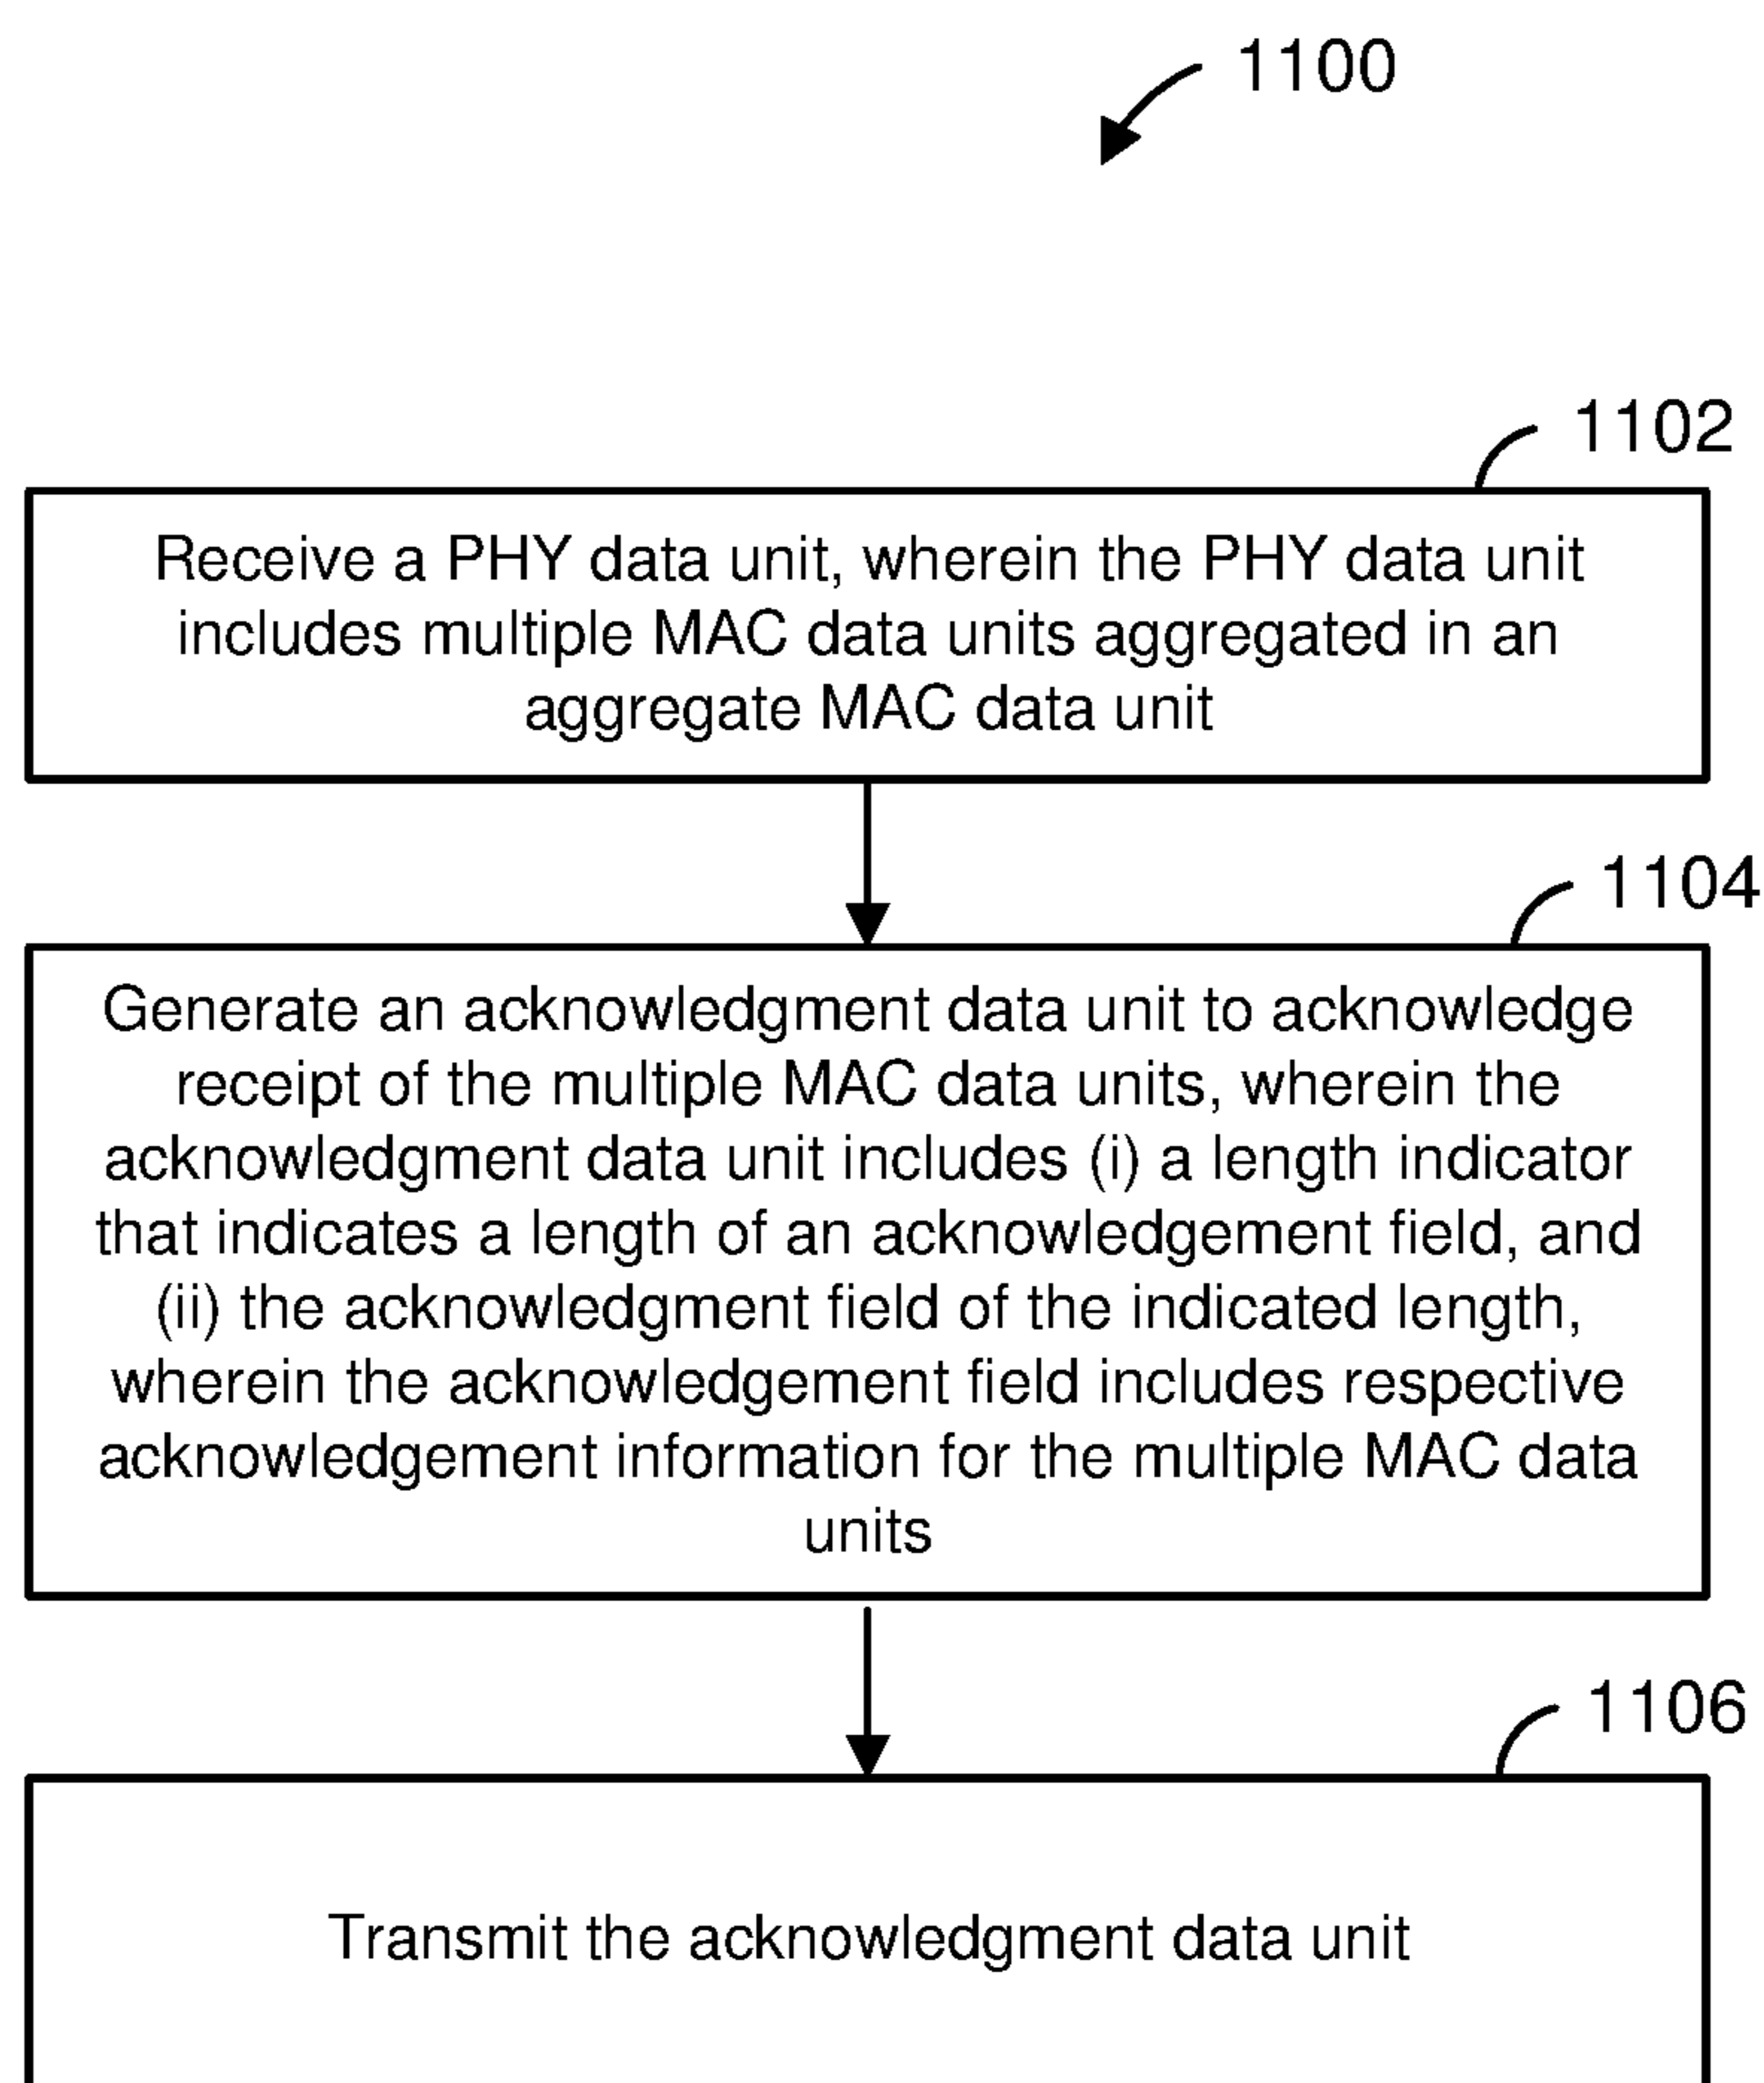 1100
1102
Receive a PHY data unit, wherein the PHY data unit
includes multiple MAC data units aggregated in an
aggregate MAC data unit
1104
Generate an acknowledgment data unit to acknowledge
receipt of the multiple MAC data units, wherein the
acknowledgment data unit includes (i) a length indicator
that indicates a length of an acknowledgement field, and
(ii) the acknowledgment field of the indicated length,
wherein the acknowledgement field includes respective
acknowledgement information for the multiple MAC data
units
1106
Transmit the acknowledgment data unit